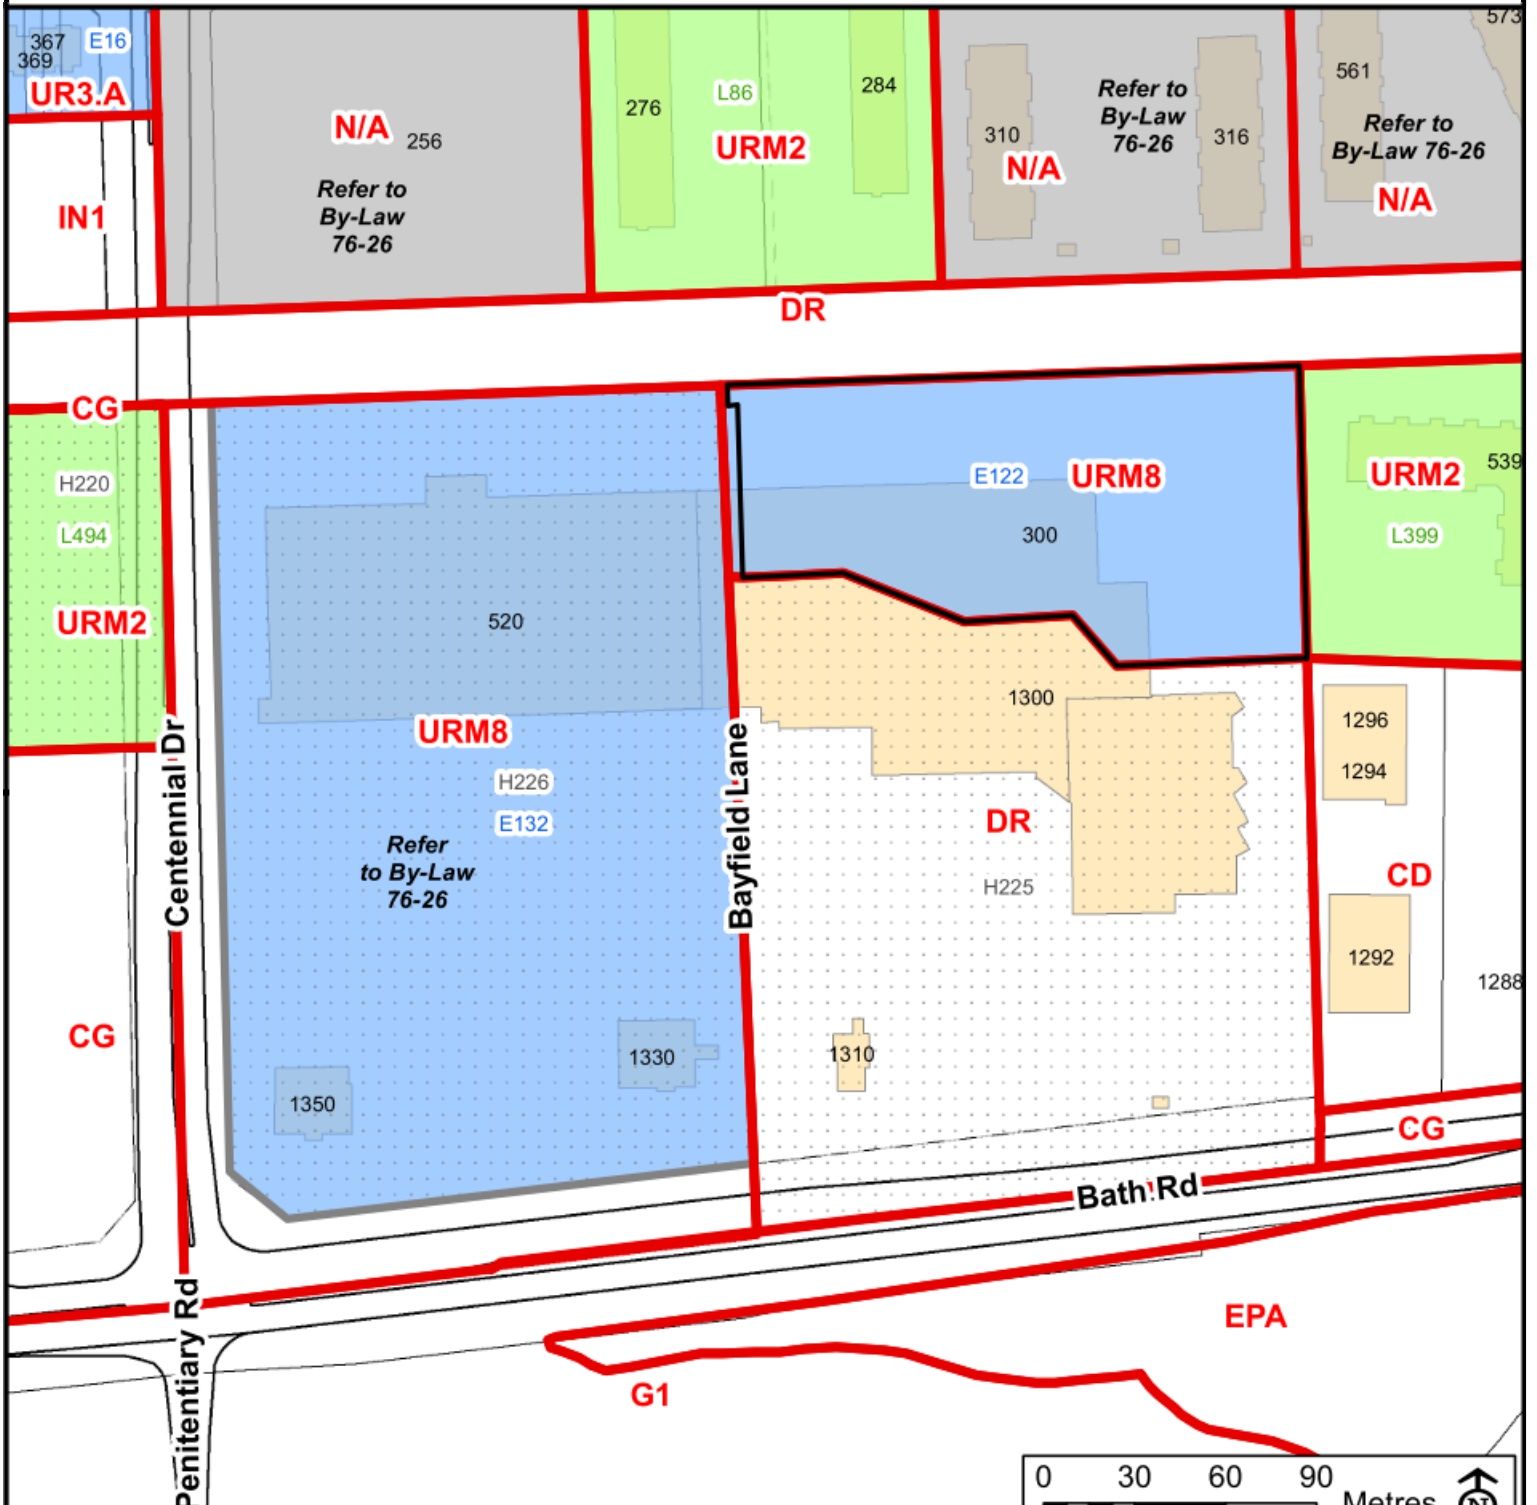 367
369
E16
UR3.A
IN1
N/A
256
Refer to
By-Law
76-26
276
L86
URM2
284
310
N/A
Refer to
By-Law
76-26
316
561
573
Refer to
By-Law 76-26
N/A
DR
CG
H220
L494
URM2
E122
URM8
300
URM2
539
L399
520
URM8
H226
E132
Refer
to By-Law
76-26
1300
DR
H225
1296
1294
CD
1292
1288
Centennial Dr
Bayfield Lane
CG
1350
1330
1310
CG
Bath Rd
Penitentiary Rd
EPA
G1
0 30 60 90
Metres
N